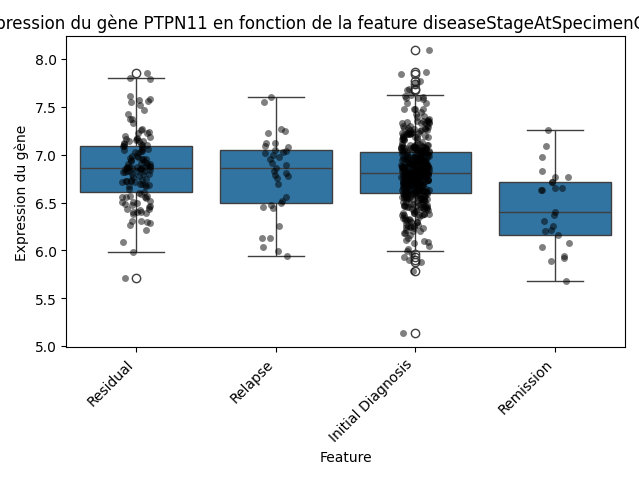 pression du gène PTPN11 en fonction de la feature diseaseStageAtSpecimen
8.0
7.5
7.0
6.5
6.0
5.5
5.0
Expression du gène
Residual
Relapse
Initial Diagnosis
Remission
Feature